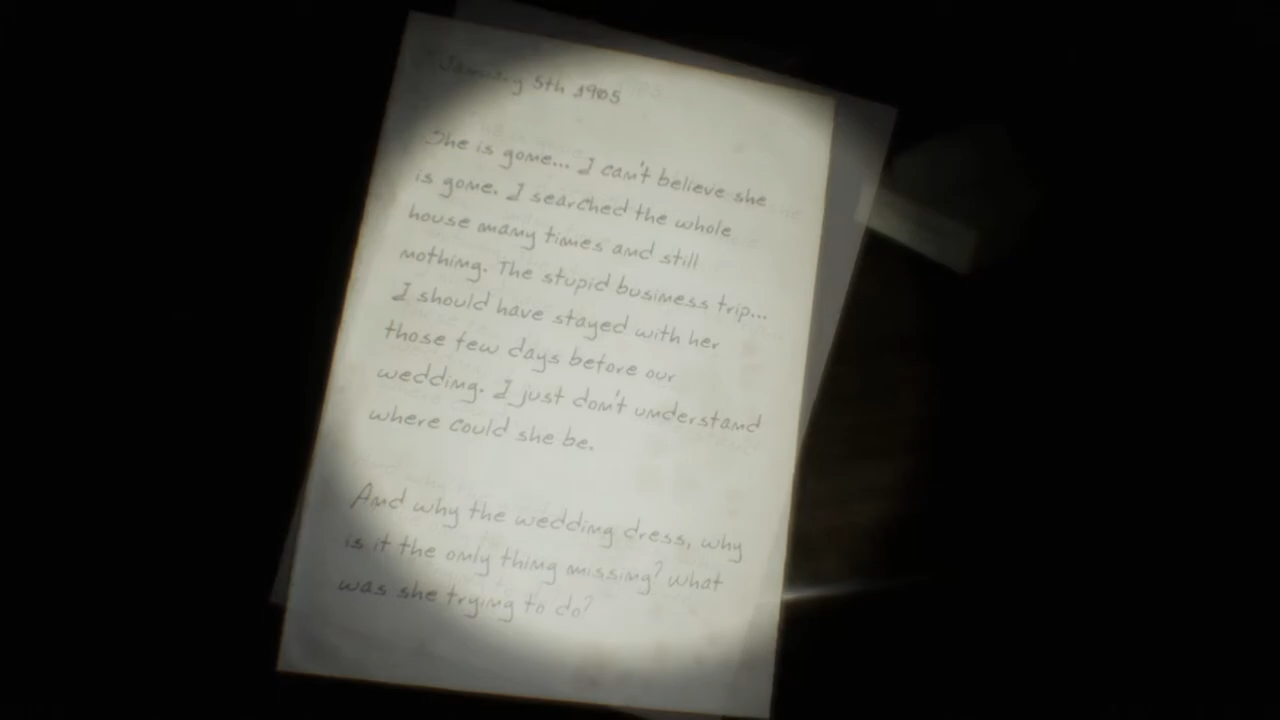 January 5th 1905
She is gone... I can't believe she
is gone. I searched the whole
house many times and still
nothing. The stupid business trip...
I should have stayed with her
those few days before our
wedding. I just don't understand
where could she be.
And why the wedding dress, why
is it the only thing missing? What
was she trying to do?